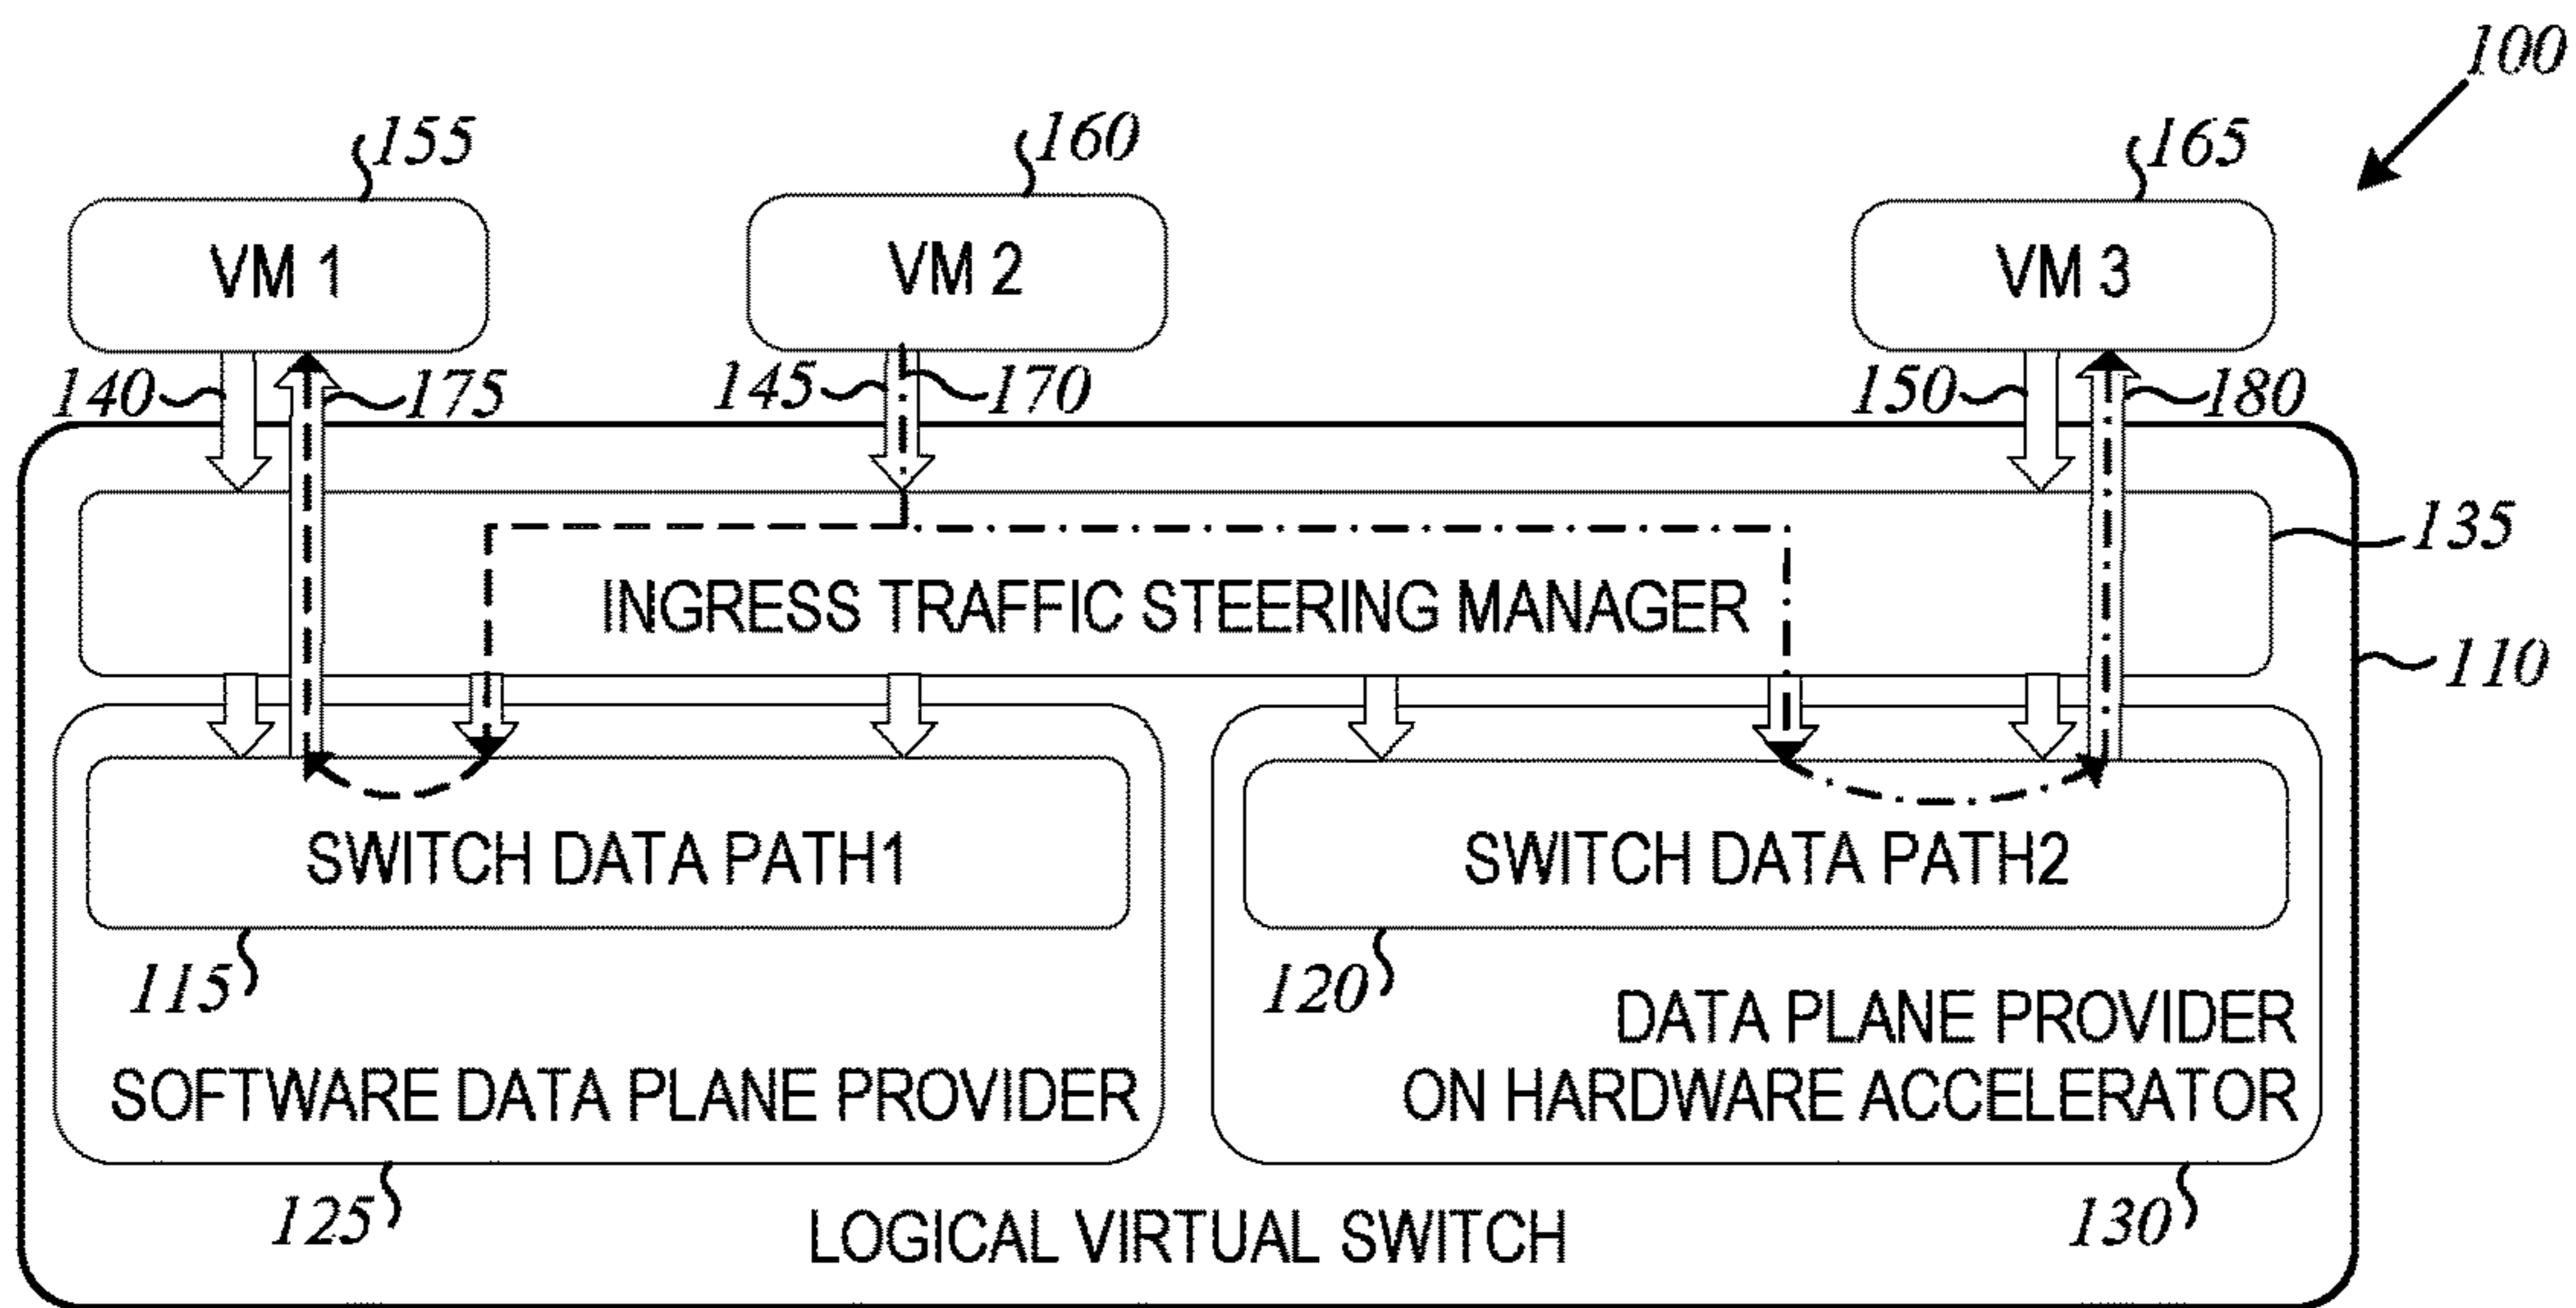 100
155
160
165
VM 1
VM 2
VM 3
140
175
145
170
150
180
135
INGRESS TRAFFIC STEERING MANAGER
110
SWITCH DATA PATH1
SWITCH DATA PATH2
115
120
DATA PLANE PROVIDER
ON HARDWARE ACCELERATOR
SOFTWARE DATA PLANE PROVIDER
125
130
LOGICAL VIRTUAL SWITCH